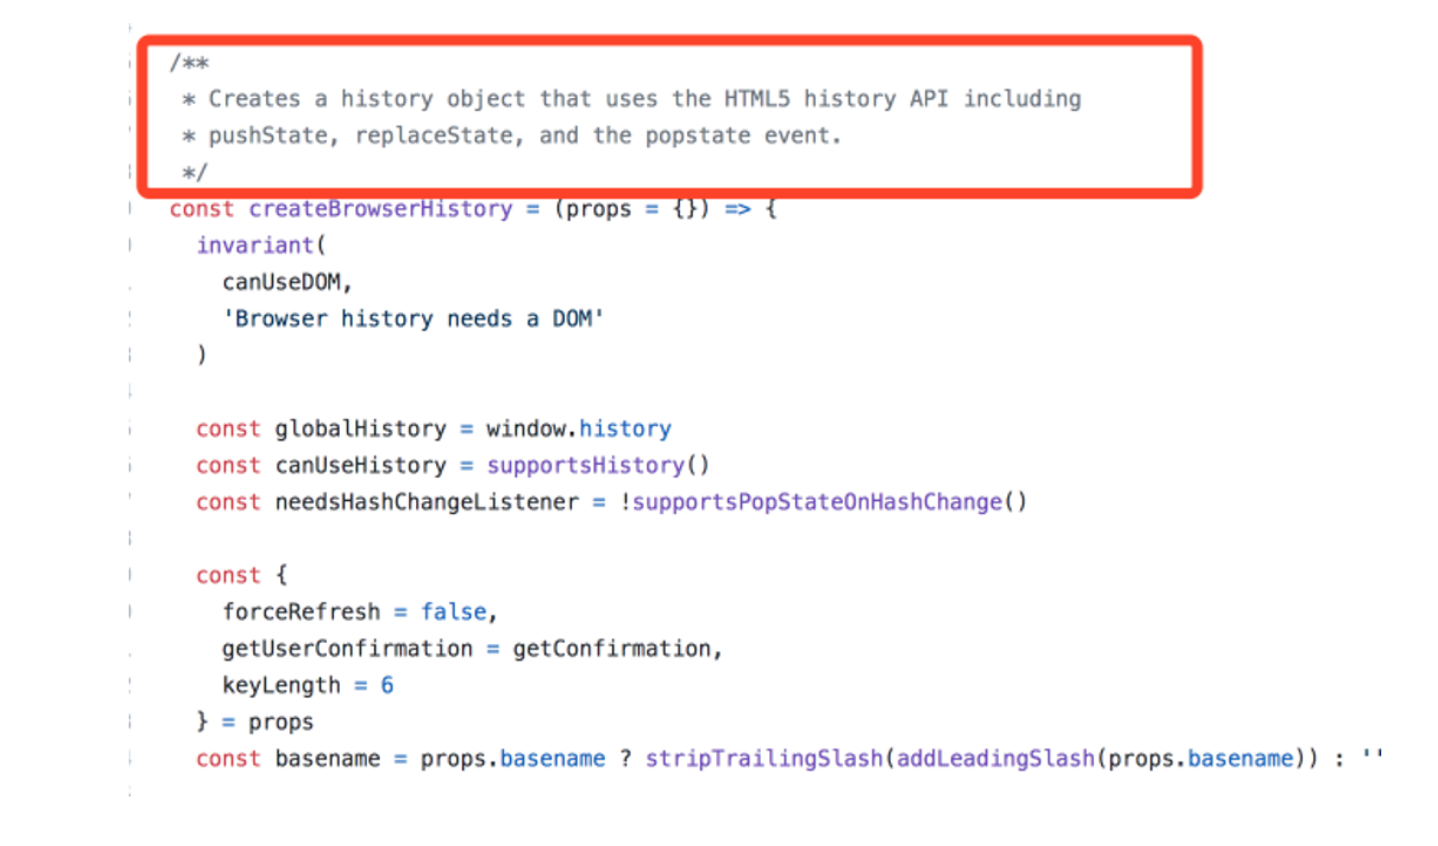 /**
 * Creates a history object that uses the HTML5 history API including
 * pushState, replaceState, and the popstate event.
 */
const createBrowserHistory = (props = {}) => {
  invariant(
    canUseDOM,
    'Browser history needs a DOM'
  )

  const globalHistory = window.history
  const canUseHistory = supportsHistory()
  const needsHashChangeListener = !supportsPopStateOnHashChange()

  const {
    forceRefresh = false,
    getUserConfirmation = getConfirmation,
    keyLength = 6
  } = props
  const basename = props.basename ? stripTrailingSlash(addLeadingSlash(props.basename)) : ''